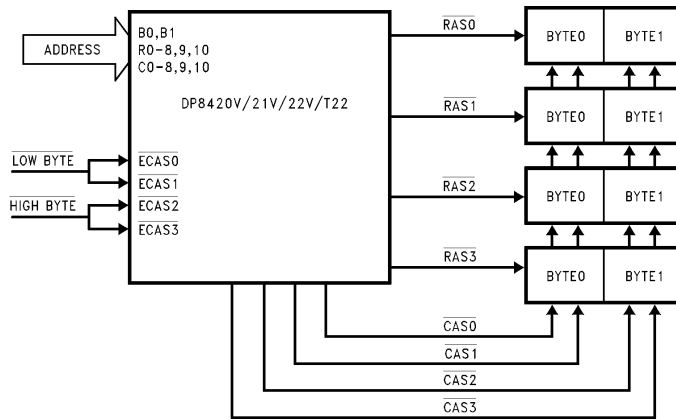 ADDRESS
B0,B1
R0-8,9,10
C0-8,9,10
DP8420V/21V/22V/T22
LOW BYTE
HIGH BYTE
ECAS0
ECAS1
ECAS2
ECAS3
RAS0
BYTE0 BYTE1
RAS1
BYTE0 BYTE1
RAS2
BYTE0 BYTE1
RAS3
BYTE0 BYTE1
CAS0
CAS1
CAS2
CAS3